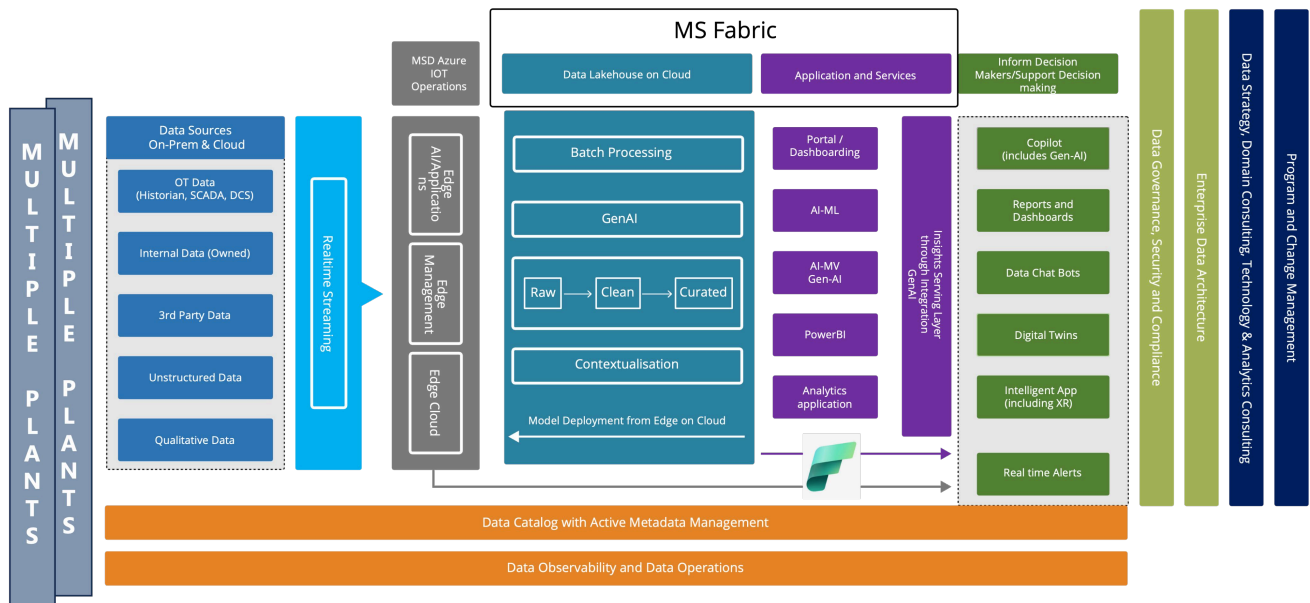 MULTIPLE PLANTS
MULTIPLE PLANTS
Data Sources
On-Prem & Cloud
OT Data
(Historian, SCADA, DCS)
Internal Data (Owned)
3rd Party Data
Unstructured Data
Qualitative Data
Realtime Streaming
MSD Azure
IOT
Operations
Edge
AI/Applicatio
ns
Edge
Management
Edge Cloud
MS Fabric
Data Lakehouse on Cloud
Application and Services
Batch Processing
GenAI
Raw
Clean
Curated
Contextualisation
Model Deployment from Edge on Cloud
Portal /
Dashboarding
AI-ML
AI-MV
Gen-AI
PowerBI
Analytics
application
Insights Serving Layer
through Integration
GenAI
Inform Decision
Makers/Support Decision
making
Copilot
(includes Gen-AI)
Reports and
Dashboards
Data Chat Bots
Digital Twins
Intelligent App
(including XR)
Real time Alerts
Data Governance, Security and Compliance
Enterprise Data Architecture
Data Strategy, Domain Consulting, Technology & Analytics Consulting
Program and Change Management
Data Catalog with Active Metadata Management
Data Observability and Data Operations